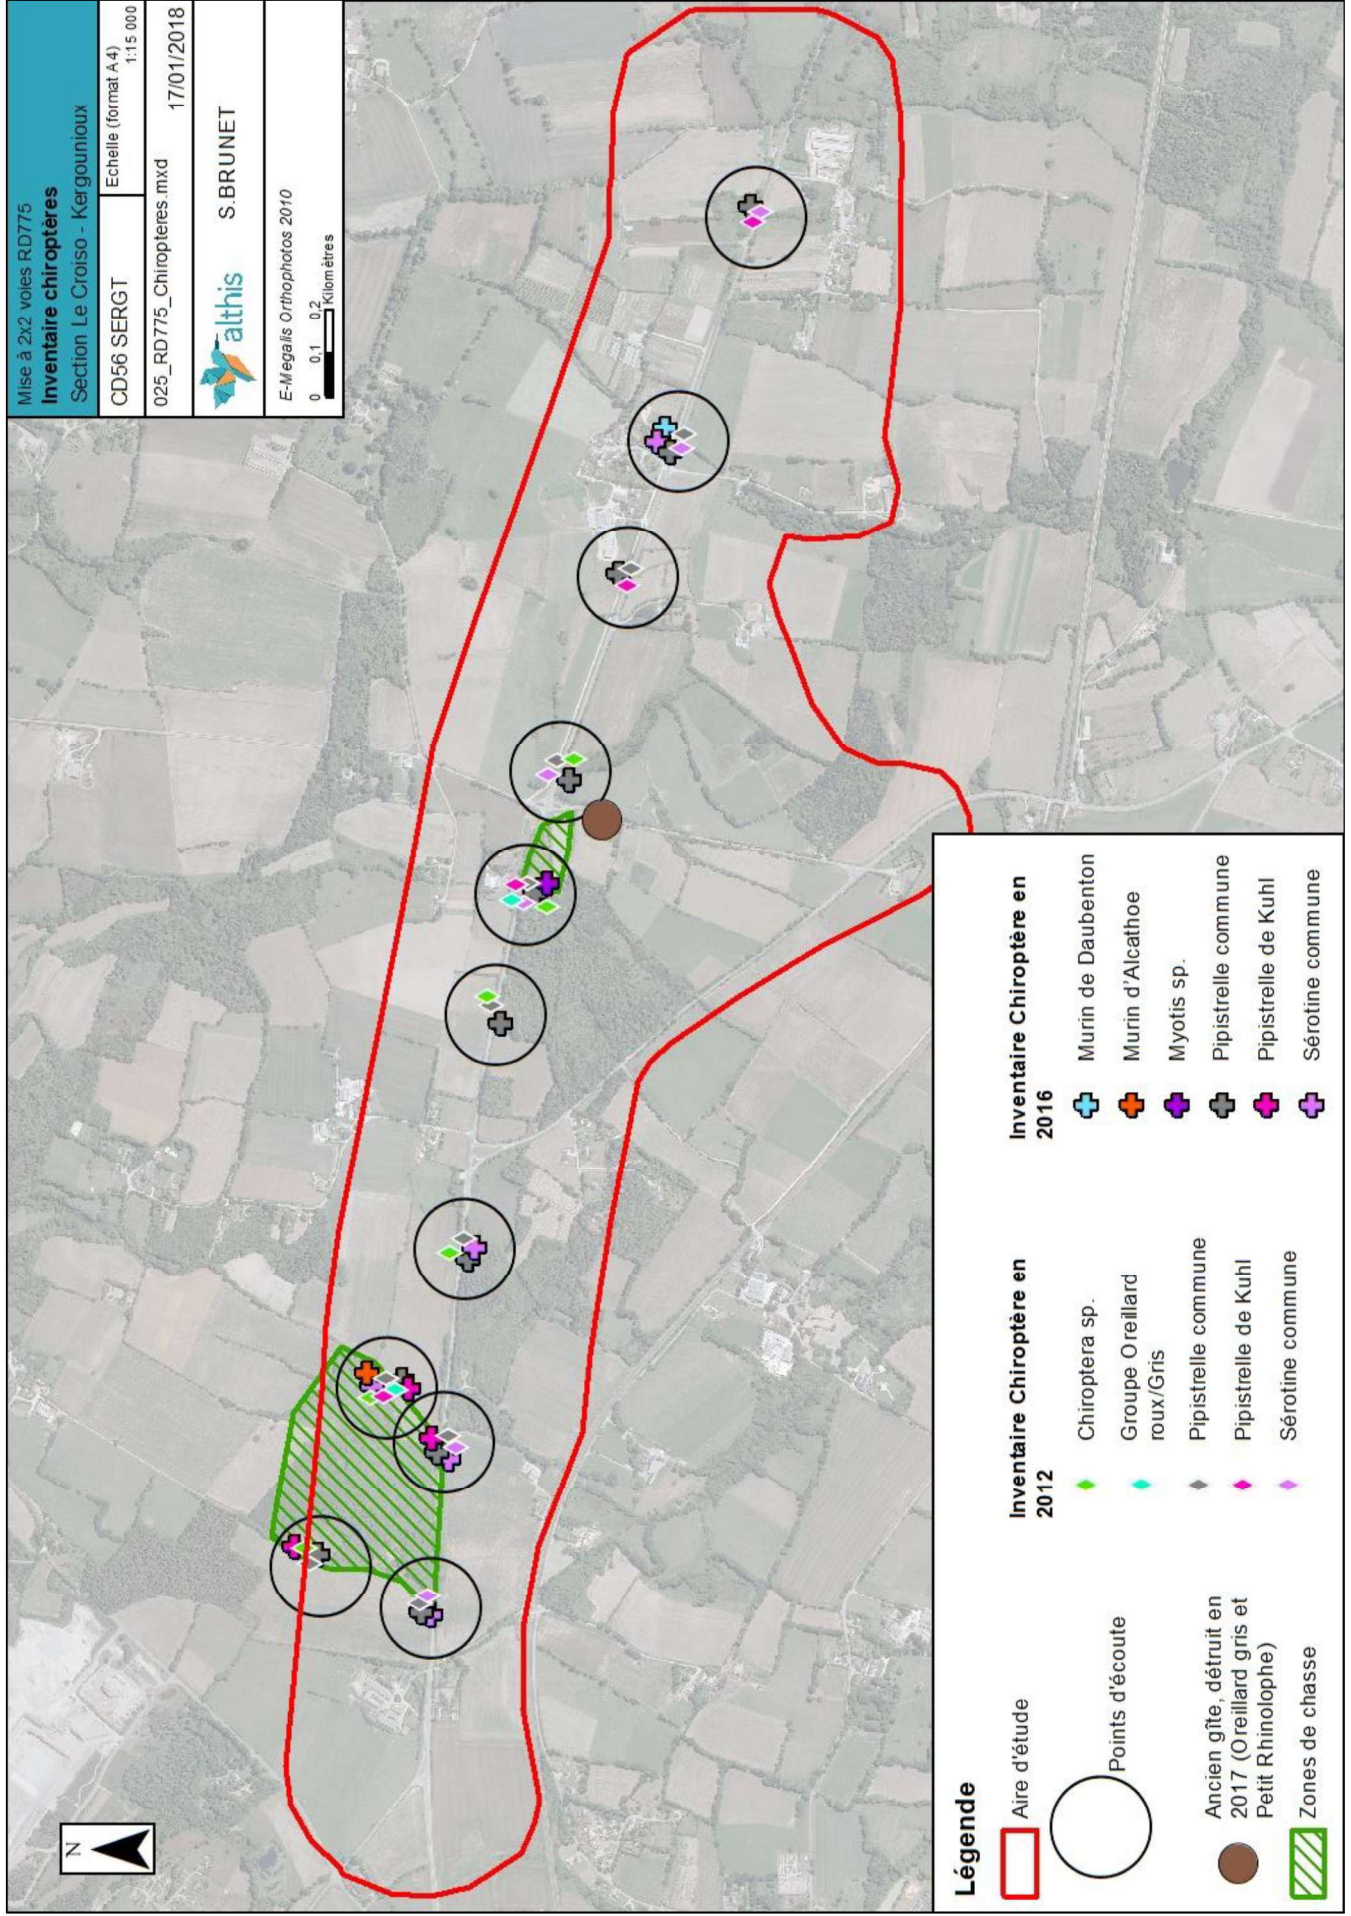 Mise à 2x2 voies RD775
Inventaire chiroptères
Section Le Croiso - Kergounioux
CD56 SERGT
Echelle (format A4)
1:15 000
025_RD775_Chiropteres.mxd 17/01/2018
althis
S.BRUNET
E-Megalis Orthophotos 2010
0 0,1 0,2
Kilomètres
N
Légende
Aire d'étude
Points d'écoute
Ancien gîte, détruit en
2017 (Oreillard gris et
Petit Rhinolophe)
Zones de chasse
Inventaire Chiroptère en
2012
Chiroptera sp.
Groupe Oreillard
roux/Gris
Pipistrelle commune
Pipistrelle de Kuhl
Sérotine commune
Inventaire Chiroptère en
2016
Murin de Daubenton
Murin d'Alcathoe
Myotis sp.
Pipistrelle commune
Pipistrelle de Kuhl
Sérotine commune